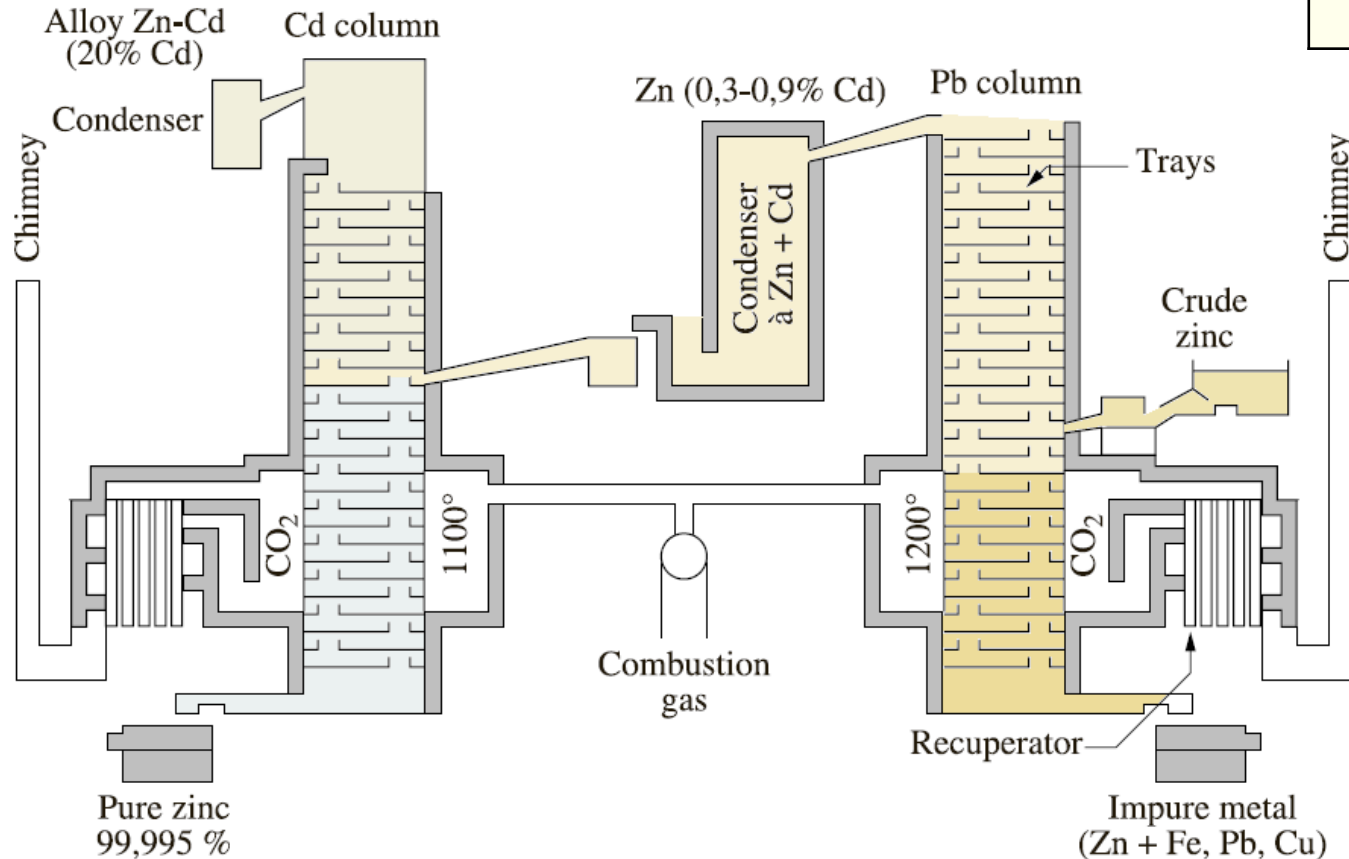 Alloy Zn-Cd
(20% Cd)
Cd column
Condenser
Chimney
Zn (0,3-0,9% Cd)
Pb column
Trays
Condenser
à Zn + Cd
Chimney
Crude
zinc
CO₂
1100°
1200°
CO₂
Combustion
gas
Recuperator
Pure zinc
99,995 %
Impure metal
(Zn + Fe, Pb, Cu)